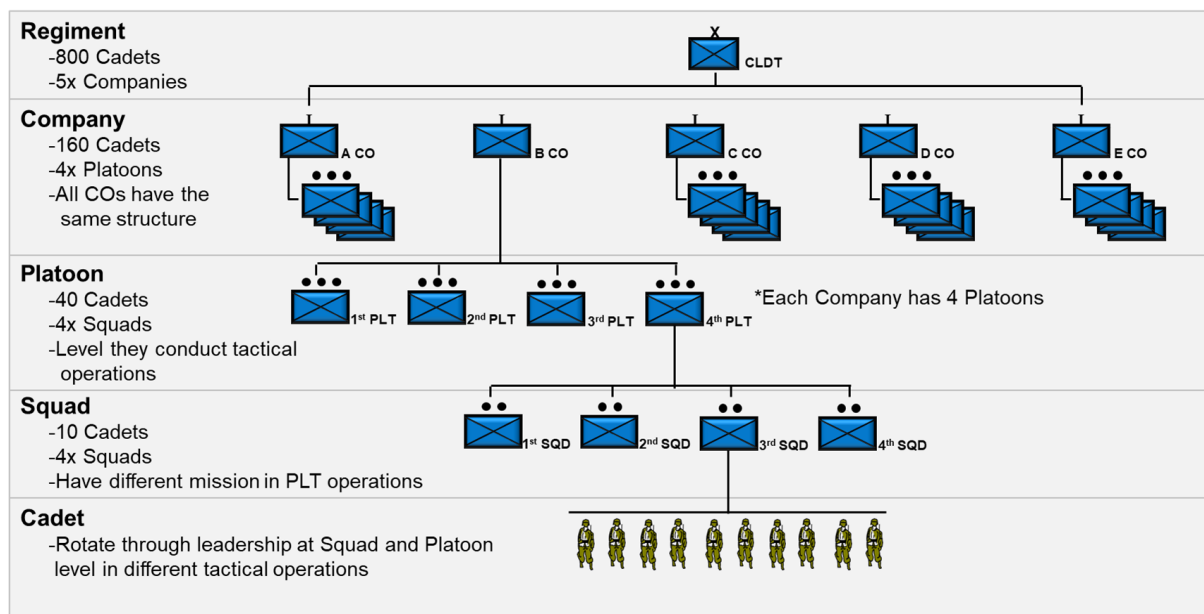 Regiment
-800 Cadets
-5x Companies
X
CLDT
Company
-160 Cadets
-4x Platoons
-All COs have the
same structure
A CO
B CO
C CO
D CO
E CO
Platoon
-40 Cadets
-4x Squads
-Level they conduct tactical
operations
1st PLT
2nd PLT
3rd PLT
4th PLT
*Each Company has 4 Platoons
Squad
-10 Cadets
-4x Squads
-Have different mission in PLT operations
1st SQD
2nd SQD
3rd SQD
4th SQD
Cadet
-Rotate through leadership at Squad and Platoon
level in different tactical operations